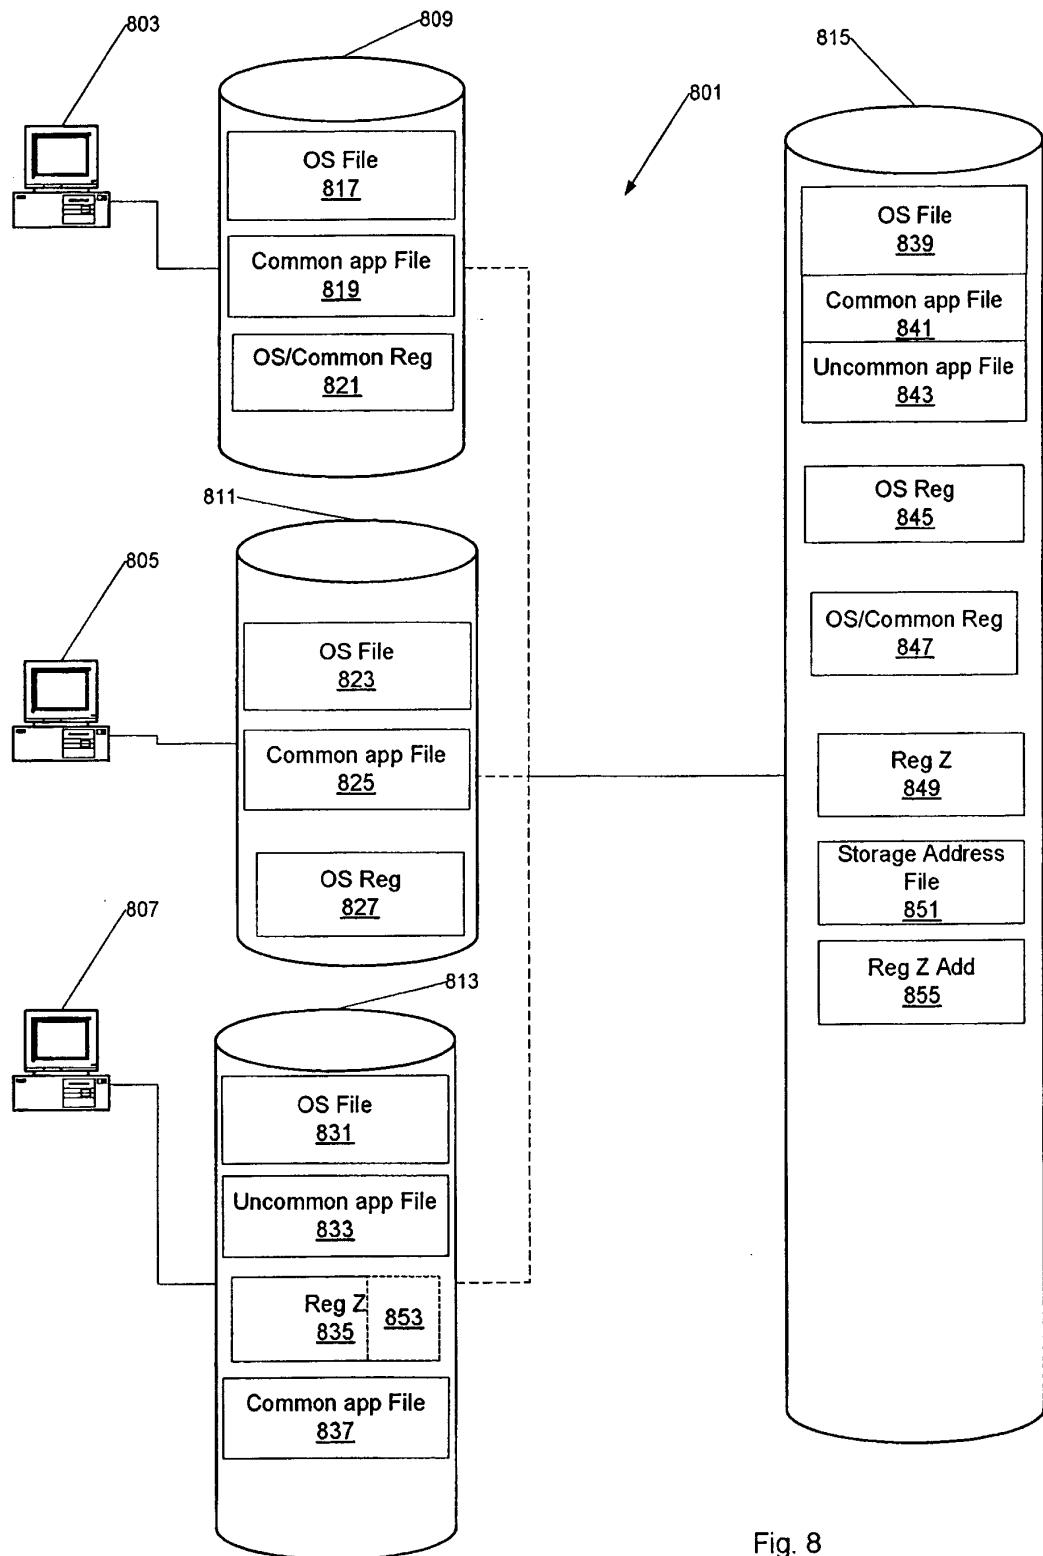 803
809
815
801
OS File
817
Common app File
819
OS/Common Reg
821
OS File
839
Common app File
841
Uncommon app File
843
OS Reg
845
OS/Common Reg
847
Reg Z
849
Storage Address
File
851
Reg Z Add
855
811
805
OS File
823
Common app File
825
OS Reg
827
807
813
OS File
831
Uncommon app File
833
Reg Z
835
853
Common app File
837
Fig. 8